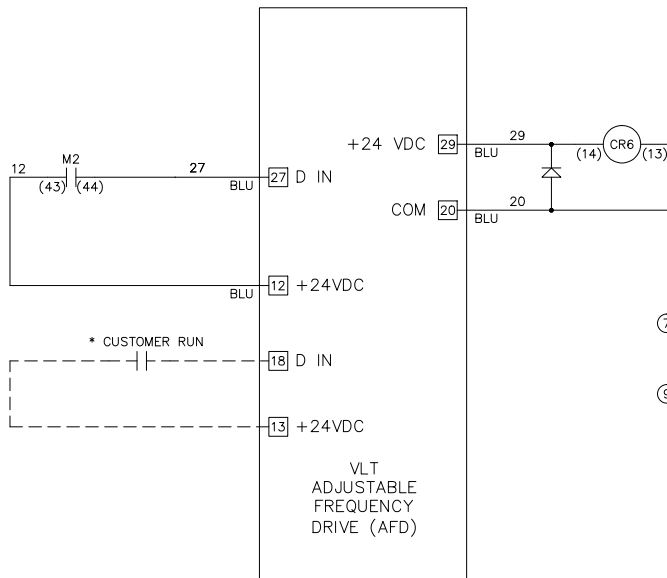 +24 VDC 29 29 (14) CR6 (13)
BLU
12 M2 27
(43) (44) BLU 27 D IN
COM 20 20
BLU
BLU 12 +24VDC
* CUSTOMER RUN
18 D IN
13 +24VDC
VLT
ADJUSTABLE
FREQUENCY
DRIVE (AFD)